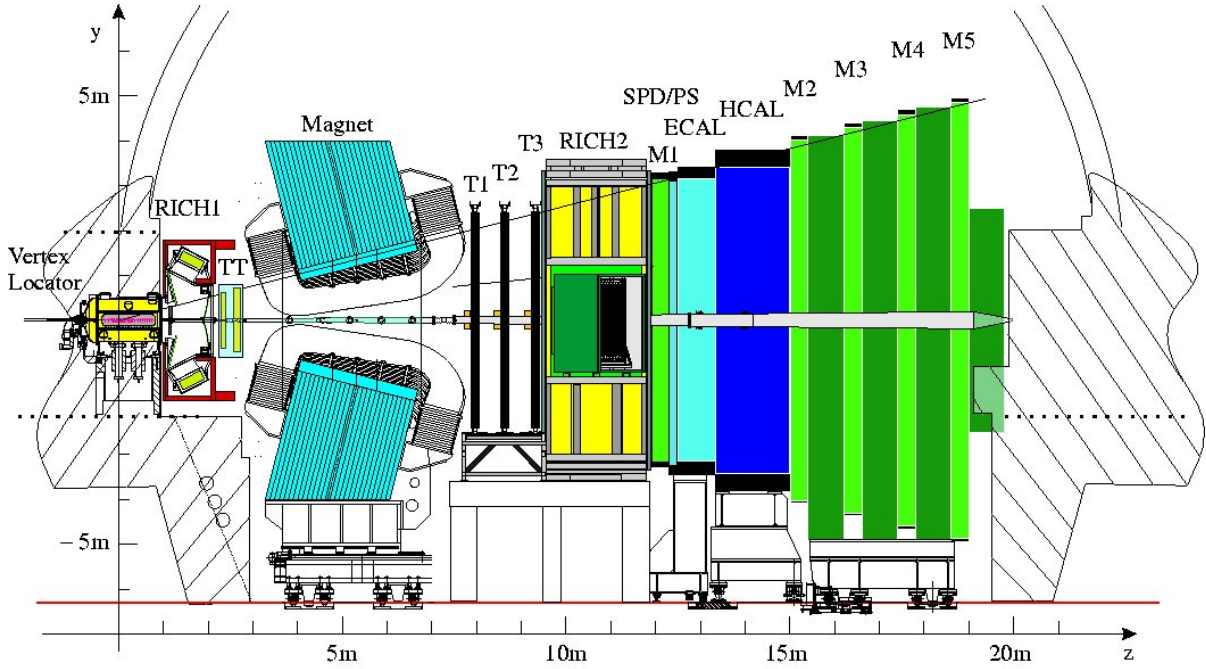 y
5m
Vertex
Locator
RICH1
TT
Magnet
T1
T2
T3
RICH2
M1
SPD/PS
ECAL
HCAL
M2
M3
M4
M5
− 5m
5m
10m
15m
20m
z